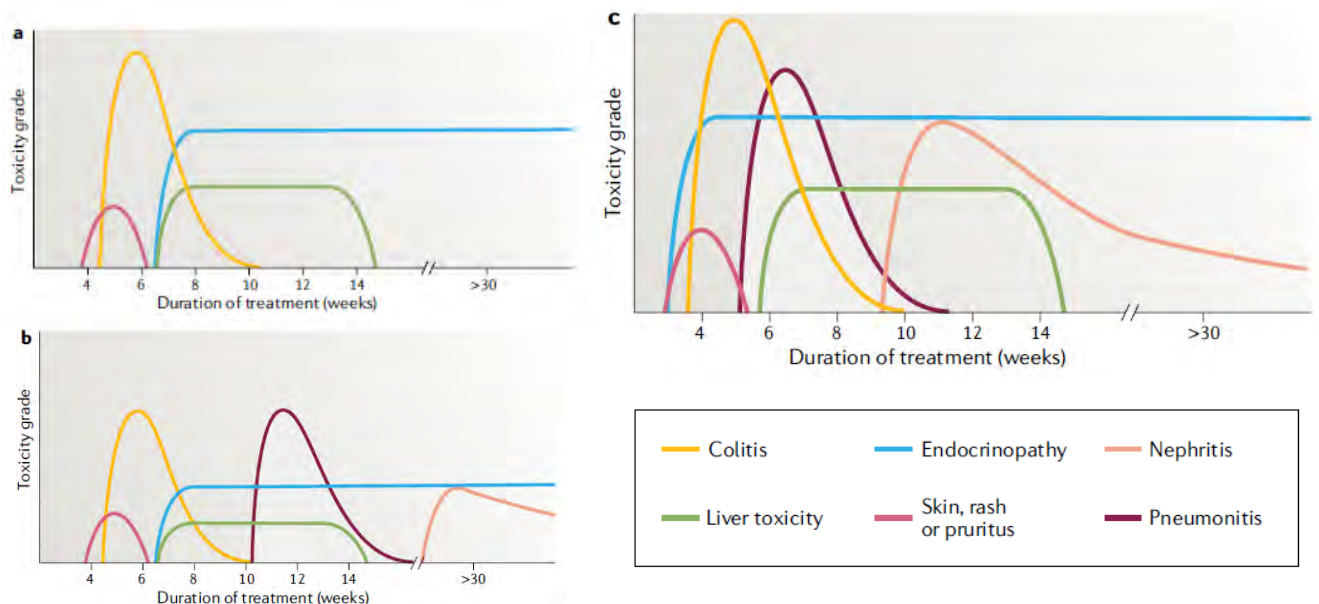 a
Toxicity grade
4 6 8 10 12 14 // >30
Duration of treatment (weeks)
b
Toxicity grade
4 6 8 10 12 14 // >30
Duration of treatment (weeks)
c
Toxicity grade
4 6 8 10 12 14 // >30
Duration of treatment (weeks)
Colitis Endocrinopathy Nephritis
Liver toxicity Skin, rash Pneumonitis
or pruritus